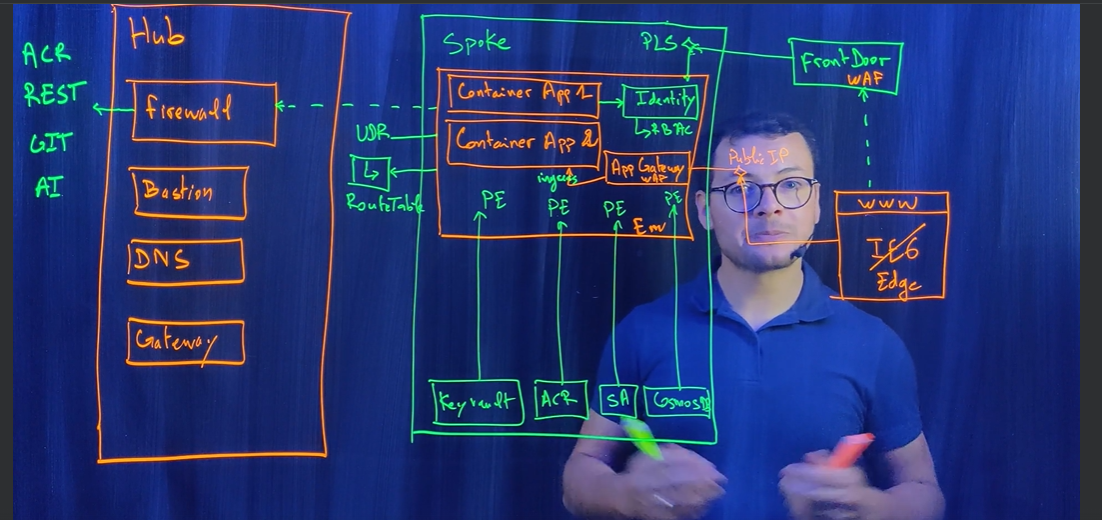 ACR
REST
GIT
AI
Hub
firewall
Bastion
DNS
Gateway
UDR
RouteTable
Spoke
PLS
Container App 1
Container App 2
Identity
RBAC
App Gateway
WAF
ingress
PE
PE
PE
PE
Env
Keyvault
ACR
SA
CosmosDB
Public IP
FrontDoor
WAF
WWW
IE6
Edge